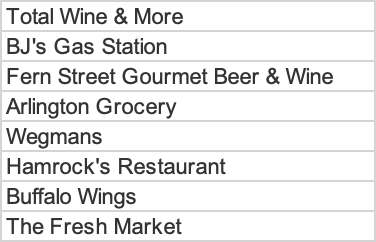 Total Wine & More
BJ's Gas Station
Fern Street Gourmet Beer & Wine
Arlington Grocery
Wegmans
Hamrock's Restaurant
Buffalo Wings
The Fresh Market